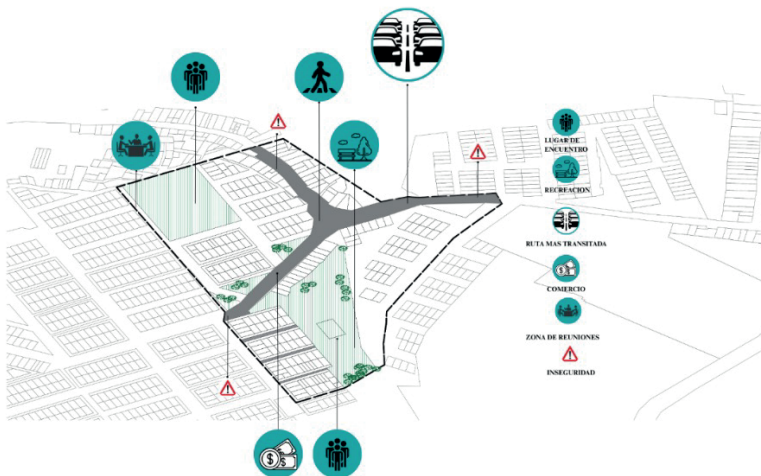 LUGAR DE
ENCUENTRO
RECREACION
RUTA MAS TRANSITADA
COMERCIO
ZONA DE REUNIONES
INSEGURIDAD